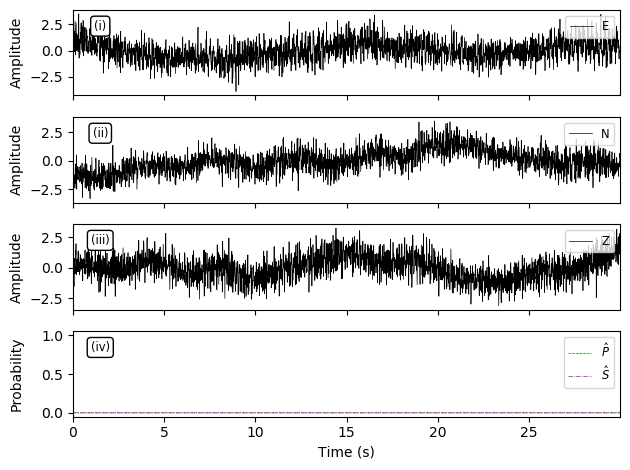 (i)
E
Amplitude
2.5
0.0
−2.5
(ii)
N
Amplitude
2.5
0.0
−2.5
(iii)
Z
Amplitude
2.5
0.0
−2.5
(iv)
P̂
Ŝ
Probability
1.0
0.5
0.0
0 5 10 15 20 25
Time (s)